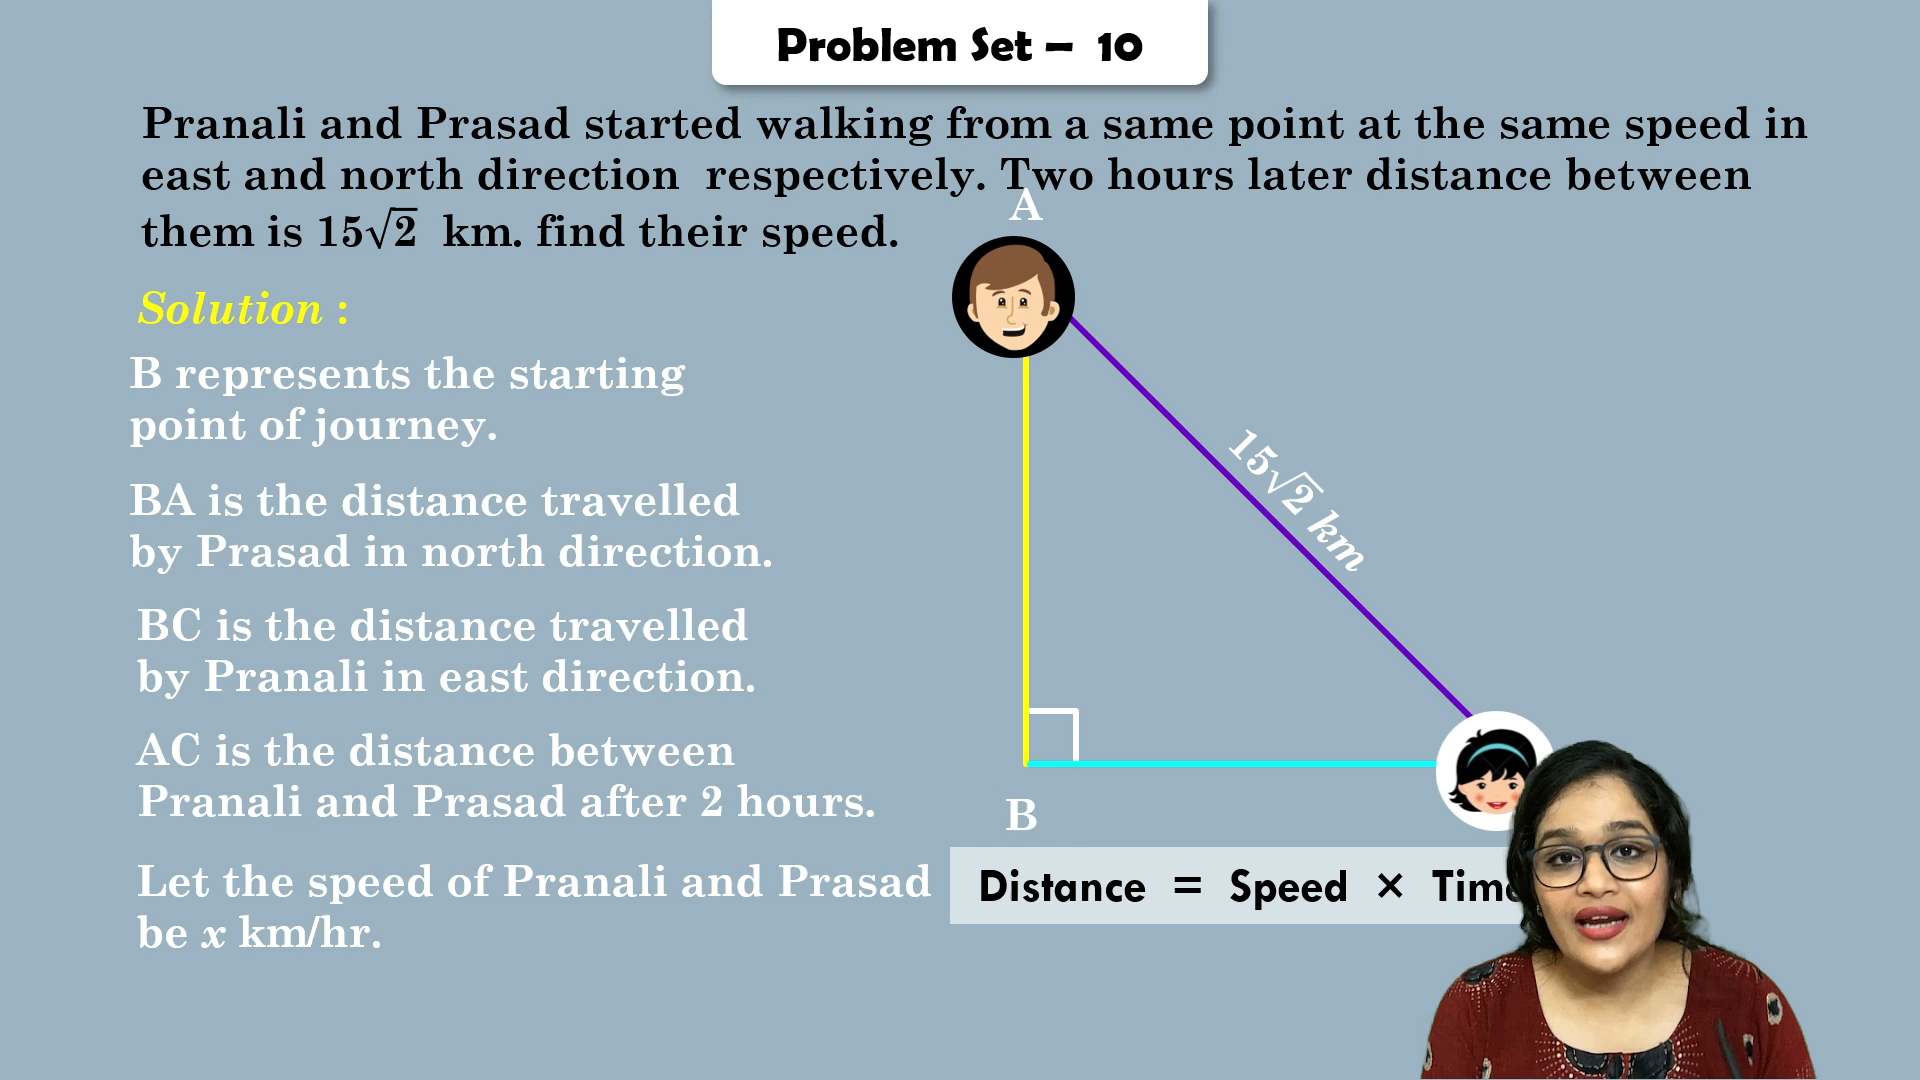 Problem Set – 10
Pranali and Prasad started walking from a same point at the same speed in
east and north direction respectively. Two hours later distance between
them is 15√2 km. find their speed.
Solution :
B represents the starting
point of journey.
BA is the distance travelled
by Prasad in north direction.
BC is the distance travelled
by Pranali in east direction.
AC is the distance between
Pranali and Prasad after 2 hours.
Let the speed of Pranali and Prasad
be x km/hr.
A
15√2 km
B
Distance = Speed ×